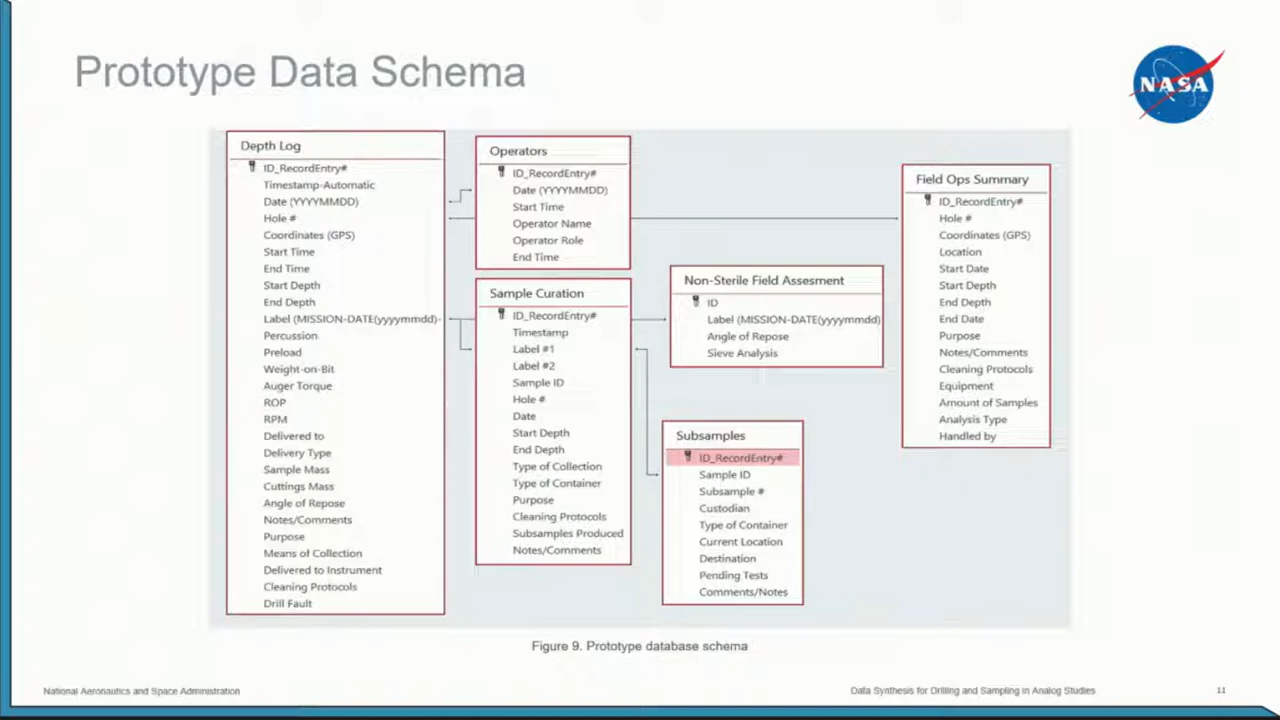 Prototype Data Schema
NASA
Depth Log
ID_RecordEntry#
Timestamp-Automatic
Date (YYYYMMDD)
Hole #
Coordinates (GPS)
Start Time
End Time
Start Depth
End Depth
Label (MISSION-DATE(yyyymmdd)-
Percussion
Preload
Weight-on-Bit
Auger Torque
ROP
RPM
Delivered to
Delivery Type
Sample Mass
Cuttings Mass
Angle of Repose
Notes/Comments
Purpose
Means of Collection
Delivered to Instrument
Cleaning Protocols
Drill Fault
Operators
ID_RecordEntry#
Date (YYYYMMDD)
Start Time
Operator Name
Operator Role
End Time
Sample Curation
ID_RecordEntry#
Timestamp
Label #1
Label #2
Sample ID
Hole #
Date
Start Depth
End Depth
Type of Collection
Type of Container
Purpose
Cleaning Protocols
Subsamples Produced
Notes/Comments
Non-Sterile Field Assesment
ID
Label (MISSION-DATE(yyyymmdd)
Angle of Repose
Sieve Analysis
Subsamples
ID_RecordEntry#
Sample ID
Subsample #
Custodian
Type of Container
Current Location
Destination
Pending Tests
Comments/Notes
Field Ops Summary
ID_RecordEntry#
Hole #
Coordinates (GPS)
Location
Start Date
Start Depth
End Depth
End Date
Purpose
Notes/Comments
Cleaning Protocols
Equipment
Amount of Samples
Analysis Type
Handled by
Figure 9. Prototype database schema
National Aeronautics and Space Administration
Data Synthesis for Drilling and Sampling in Analog Studies
11